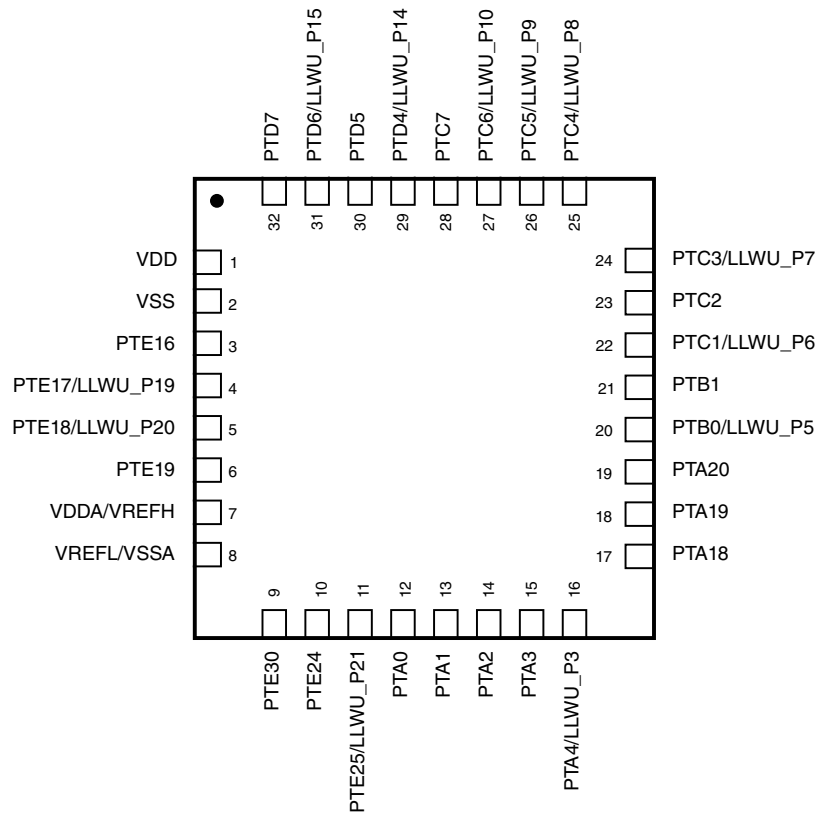 PTD7
PTD6/LLWU_P15
PTD5
PTD4/LLWU_P14
PTC7
PTC6/LLWU_P10
PTC5/LLWU_P9
PTC4/LLWU_P8
32
31
30
29
28
27
26
25
VDD 1
VSS 2
PTE16 3
PTE17/LLWU_P19 4
PTE18/LLWU_P20 5
PTE19 6
VDDA/VREFH 7
VREFL/VSSA 8
24 PTC3/LLWU_P7
23 PTC2
22 PTC1/LLWU_P6
21 PTB1
20 PTB0/LLWU_P5
19 PTA20
18 PTA19
17 PTA18
9
10
11
12
13
14
15
16
PTE30
PTE24
PTE25/LLWU_P21
PTA0
PTA1
PTA2
PTA3
PTA4/LLWU_P3